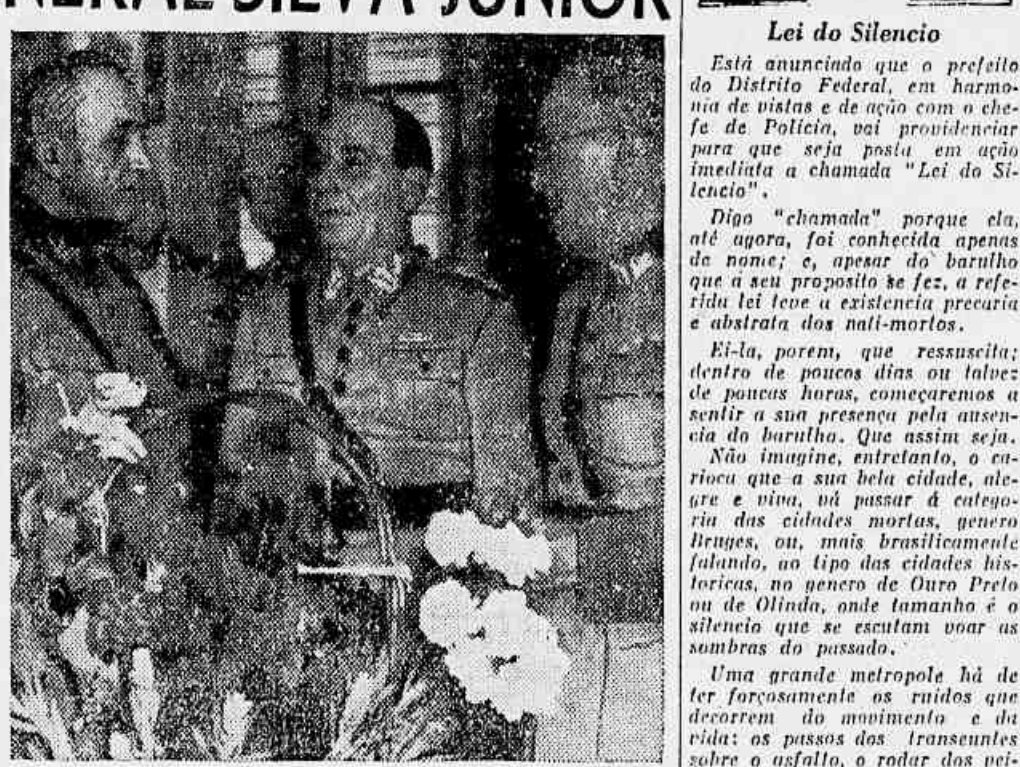 NERAL SILVA JUNIOR
Lei do Silencio
Está anunciado que o prefeito
do Distrito Federal, em harmo-
nia de vistas e de ação com o che-
fe de Policia, vai providenciar
para que seja posta em ação
imediata a chamada "Lei do Si-
lencio".
Digo "chamada" porque ela,
até agora, foi conhecida apenas
de nome; e, apesar do barulho
que a seu proposito se fez, a refe-
rida lei teve a existencia precaria
e abstrata dos nati-mortos.
Ei-la, porem, que ressuscita;
dentro de poucos dias ou talvez
de poucas horas, começaremos a
sentir a sua presença pela ausen-
cia do barulho. Que assim seja.
Não imagine, entretanto, o ca-
rioca que a sua bela cidade, ale-
gre e viva, vá passar á catego-
ria das cidades mortas, genero
Bruges, ou, mais brasilicamente
falando, ao tipo das cidades his-
toricas, no genero de Ouro Preto
ou de Olinda, onde tamanho é o
silencio que se escutam voar as
sombras do passado.
Uma grande metropole há de
ter forçosamente os ruidos que
decorrem do movimento e da
vida: os passos dos transeuntes
sobre o asfalto, o rodar dos vei-